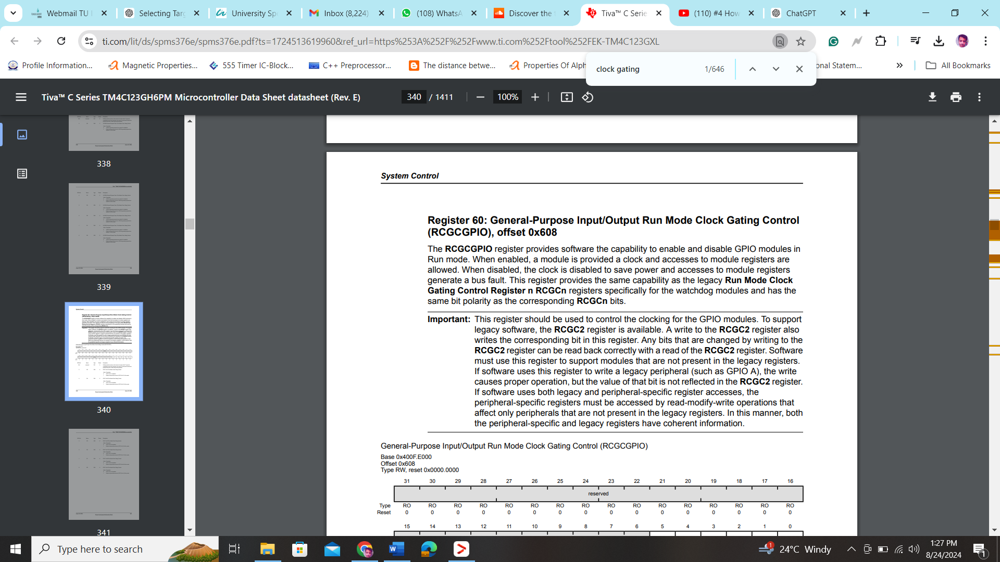 Webmail TU
Selecting Targ
University Sp
Inbox (8,224)
(108) WhatsA
Discover the
Tiva™ C Serie
(110) #4 How
ChatGPT
ti.com/lit/ds/spms376e/spms376e.pdf?ts=1724513619960&ref_url=https%253A%252F%252Fwww.ti.com%252Ftool%252FEK-TM4C123GXL
Profile Information...
Magnetic Properties...
555 Timer IC-Block...
C++ Preprocessor...
The distance betwe...
Properties Of Alph
onal Statem...
All Bookmarks
clock gating
1/646
Tiva™ C Series TM4C123GH6PM Microcontroller Data Sheet datasheet (Rev. E)
340 / 1411
100%
338
339
340
341
System Control
Register 60: General-Purpose Input/Output Run Mode Clock Gating Control
(RCGCGPIO), offset 0x608
The RCGCGPIO register provides software the capability to enable and disable GPIO modules in
Run mode. When enabled, a module is provided a clock and accesses to module registers are
allowed. When disabled, the clock is disabled to save power and accesses to module registers
generate a bus fault. This register provides the same capability as the legacy Run Mode Clock
Gating Control Register n RCGCn registers specifically for the watchdog modules and has the
same bit polarity as the corresponding RCGCn bits.
Important: This register should be used to control the clocking for the GPIO modules. To support
legacy software, the RCGC2 register is available. A write to the RCGC2 register also
writes the corresponding bit in this register. Any bits that are changed by writing to the
RCGC2 register can be read back correctly with a read of the RCGC2 register. Software
must use this register to support modules that are not present in the legacy registers.
If software uses this register to write a legacy peripheral (such as GPIO A), the write
causes proper operation, but the value of that bit is not reflected in the RCGC2 register.
If software uses both legacy and peripheral-specific register accesses, the
peripheral-specific registers must be accessed by read-modify-write operations that
affect only peripherals that are not present in the legacy registers. In this manner, both
the peripheral-specific and legacy registers have coherent information.
General-Purpose Input/Output Run Mode Clock Gating Control (RCGCGPIO)
Base 0x400F.E000
Offset 0x608
Type RW, reset 0x0000.0000
31 30 29 28 27 26 25 24 23 22 21 20 19 18 17 16
reserved
Type RO RO RO RO RO RO RO RO RO RO RO RO RO RO RO RO
Reset 0 0 0 0 0 0 0 0 0 0 0 0 0 0 0 0
15 14 13 12 11 10 9 8 7 6 5 4 3 2 1 0
Type here to search
24°C Windy
1:27 PM
8/24/2024
1
1